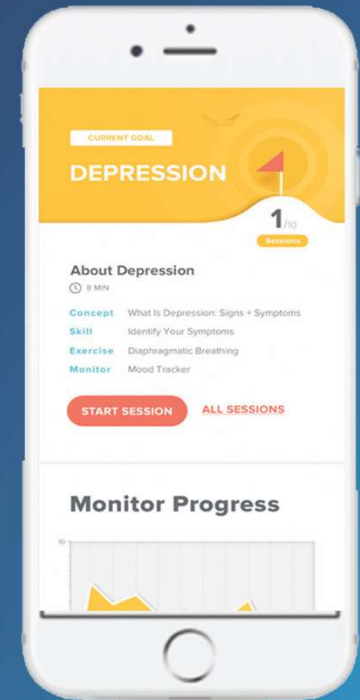 CURRENT GOAL
DEPRESSION
1/10
Sessions
About Depression
8 MIN
Concept What Is Depression: Signs + Symptoms
Skill Identify Your Symptoms
Exercise Diaphragmatic Breathing
Monitor Mood Tracker
START SESSION ALL SESSIONS
Monitor Progress
10